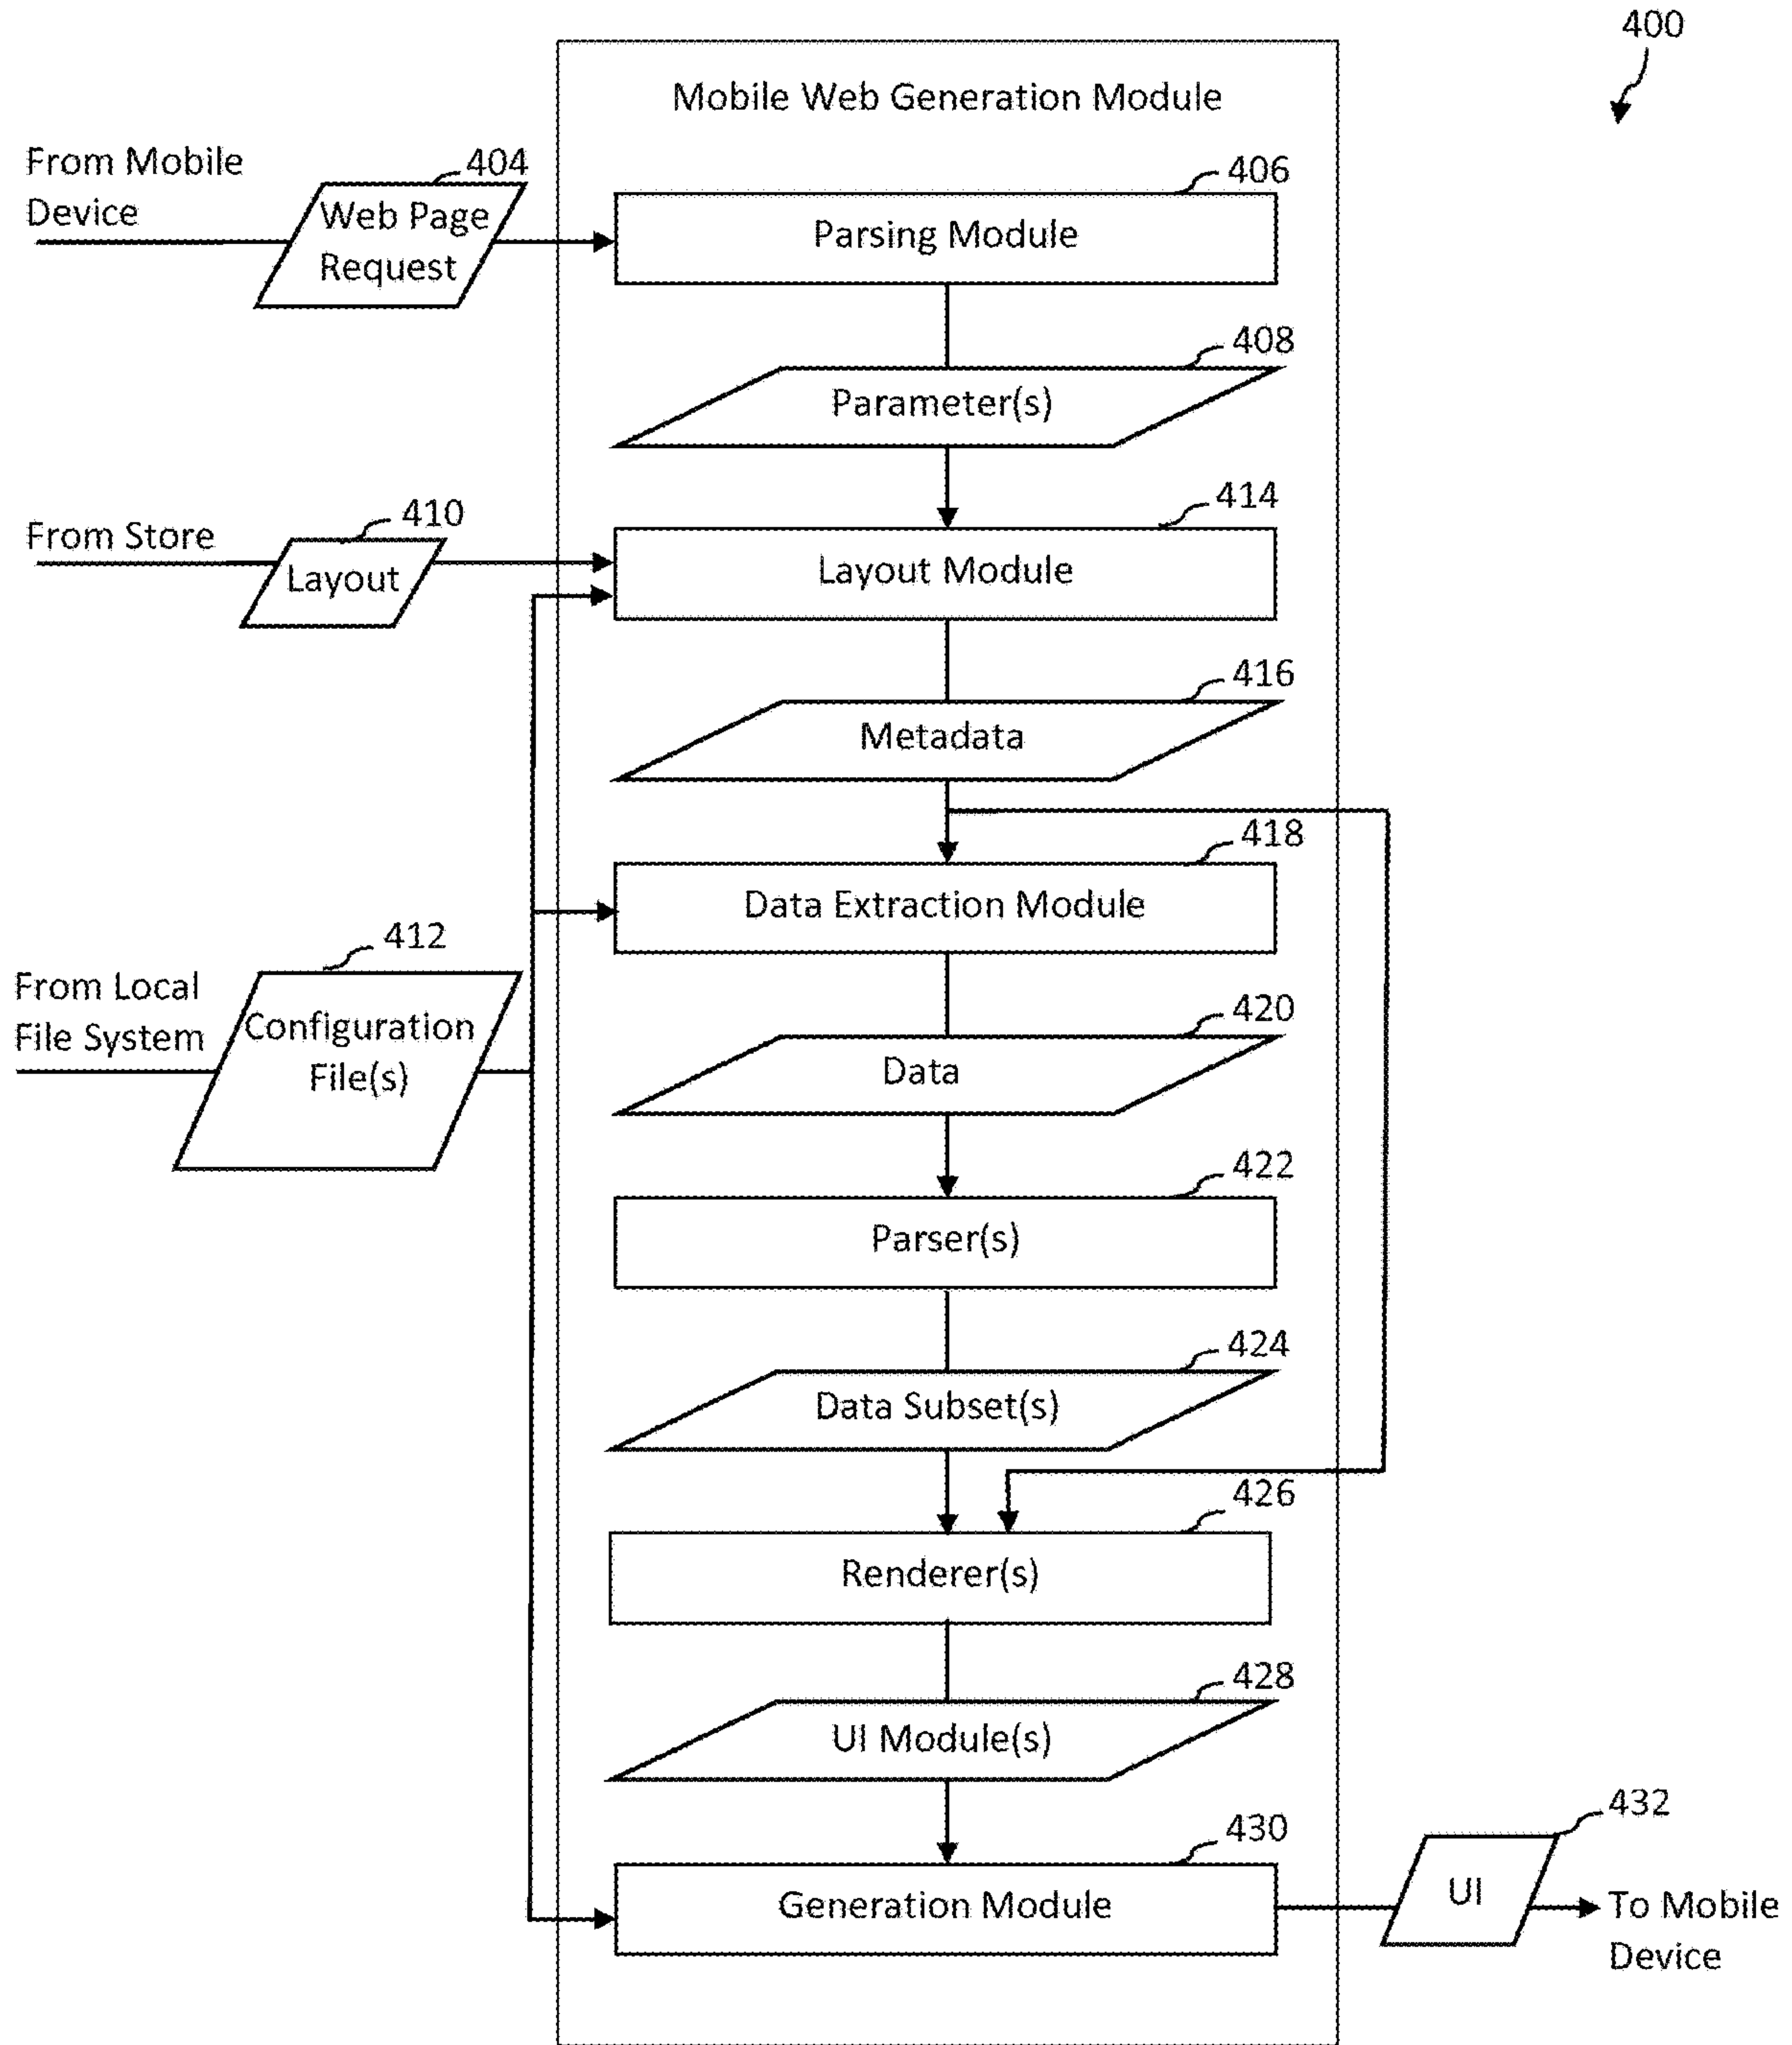 400
Mobile Web Generation Module
From Mobile
Device
404
Web Page
Request
406
Parsing Module
408
Parameter(s)
From Store
410
Layout
414
Layout Module
416
Metadata
418
Data Extraction Module
From Local
File System
412
Configuration
File(s)
420
Data
422
Parser(s)
424
Data Subset(s)
426
Renderer(s)
428
UI Module(s)
430
Generation Module
432
UI
To Mobile
Device